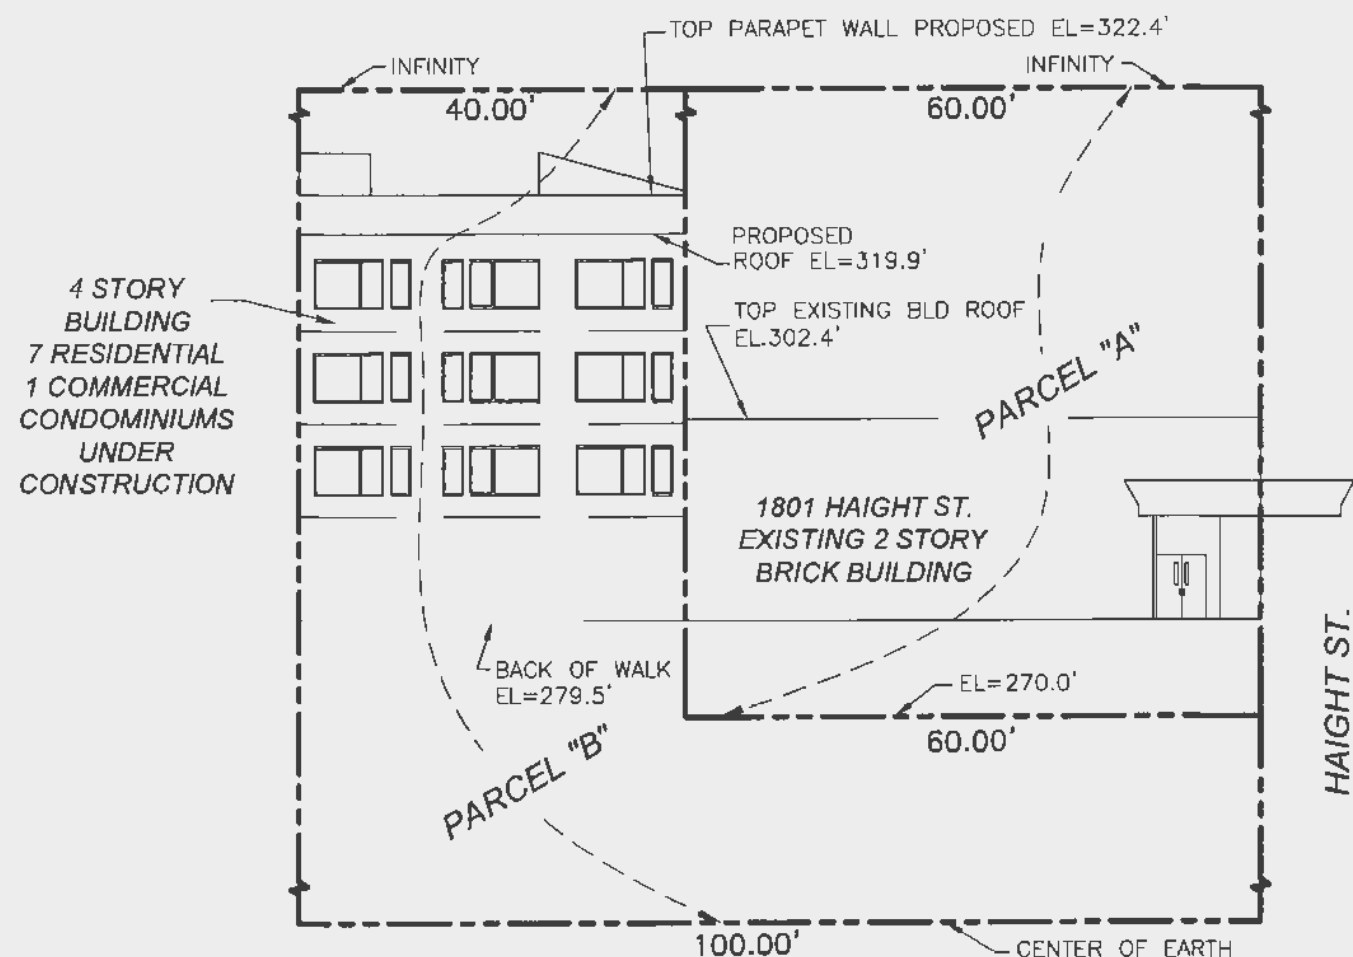 TOP PARAPET WALL PROPOSED EL=322.4'
INFINITY
INFINITY
40.00'
60.00'
PROPOSED
ROOF EL=319.9'
4 STORY
BUILDING
7 RESIDENTIAL
1 COMMERCIAL
CONDOMINIUMS
UNDER
CONSTRUCTION
TOP EXISTING BLD ROOF
EL.302.4'
PARCEL "A"
1801 HAIGHT ST.
EXISTING 2 STORY
BRICK BUILDING
BACK OF WALK
EL=279.5'
EL=270.0'
60.00'
HAIGHT ST.
PARCEL "B"
100.00'
CENTER OF EARTH